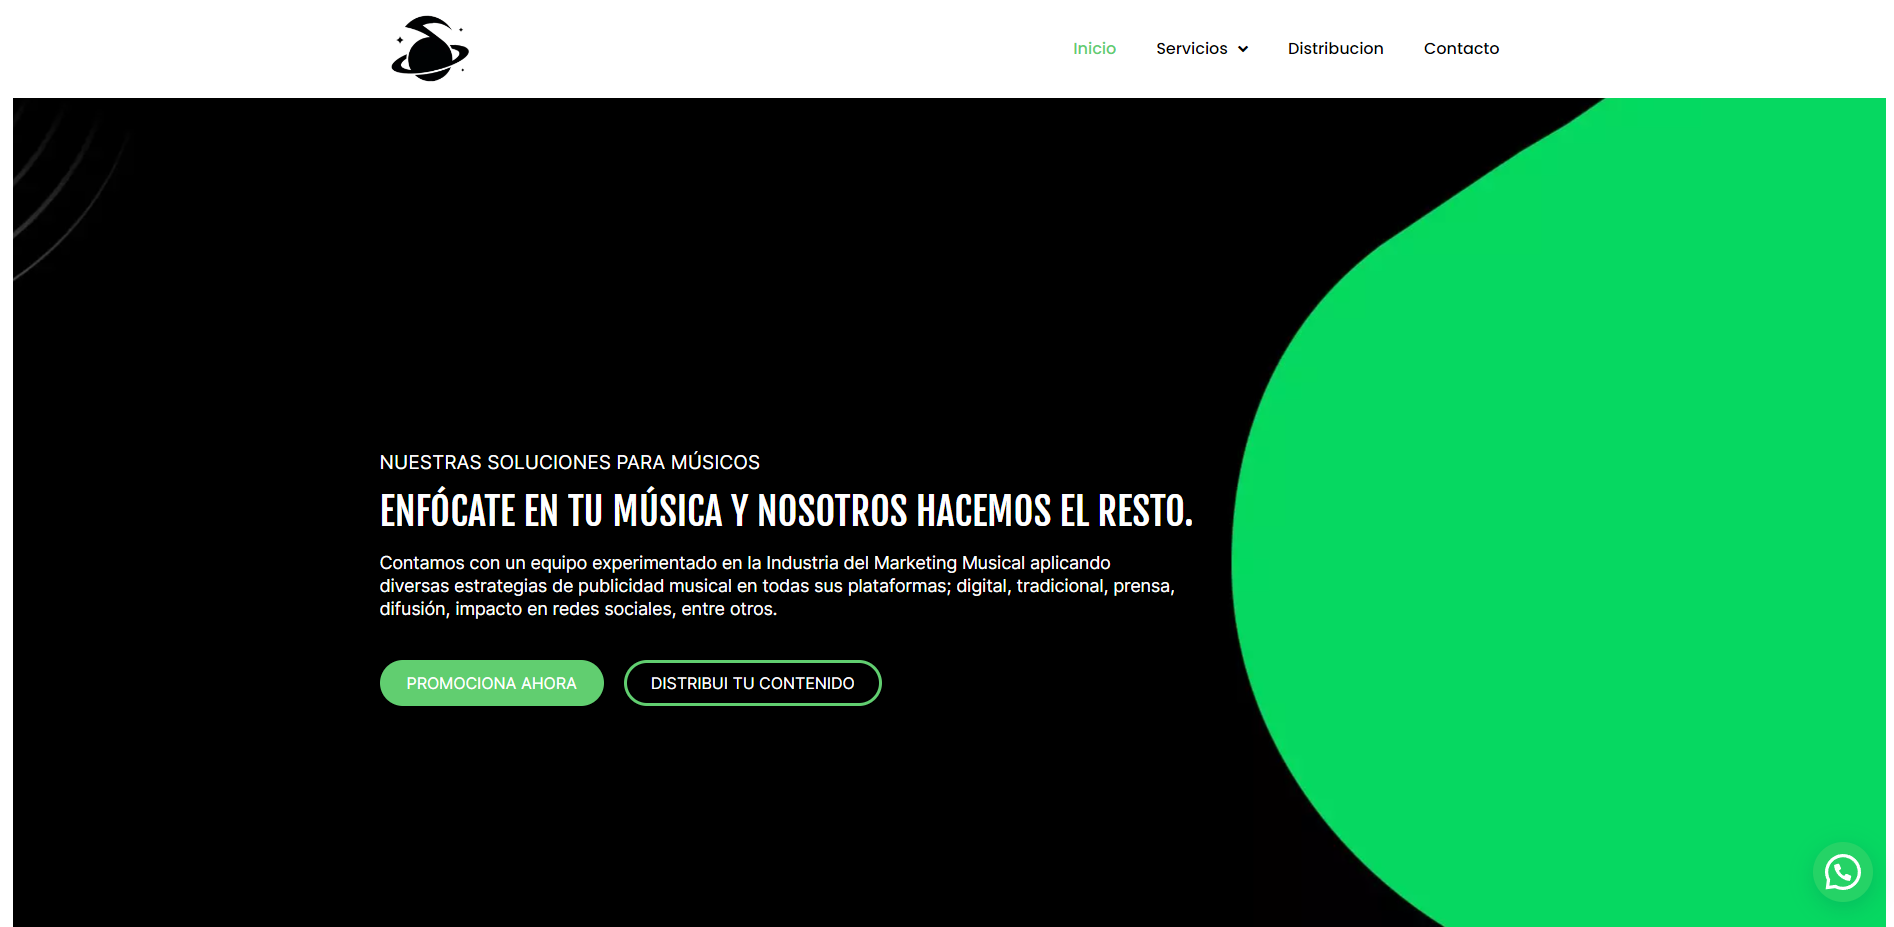 Inicio Servicios Distribucion Contacto
NUESTRAS SOLUCIONES PARA MÚSICOS
ENFÓCATE EN TU MÚSICA Y NOSOTROS HACEMOS EL RESTO.
Contamos con un equipo experimentado en la Industria del Marketing Musical aplicando
diversas estrategias de publicidad musical en todas sus plataformas; digital, tradicional, prensa,
difusión, impacto en redes sociales, entre otros.
PROMOCIONA AHORA DISTRIBUI TU CONTENIDO